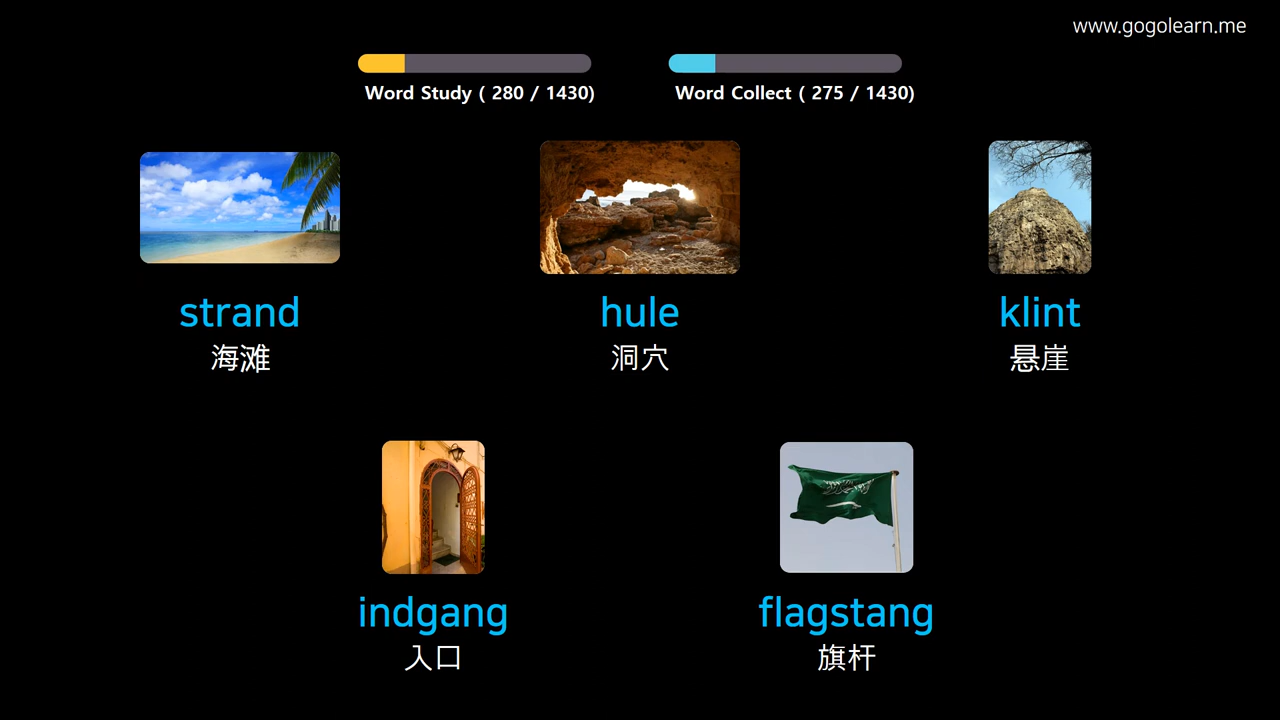 www.gogolearn.me
Word Study ( 280 / 1430)
Word Collect ( 275 / 1430)
strand
海滩
hule
洞穴
klint
悬崖
indgang
入口
flagstang
旗杆